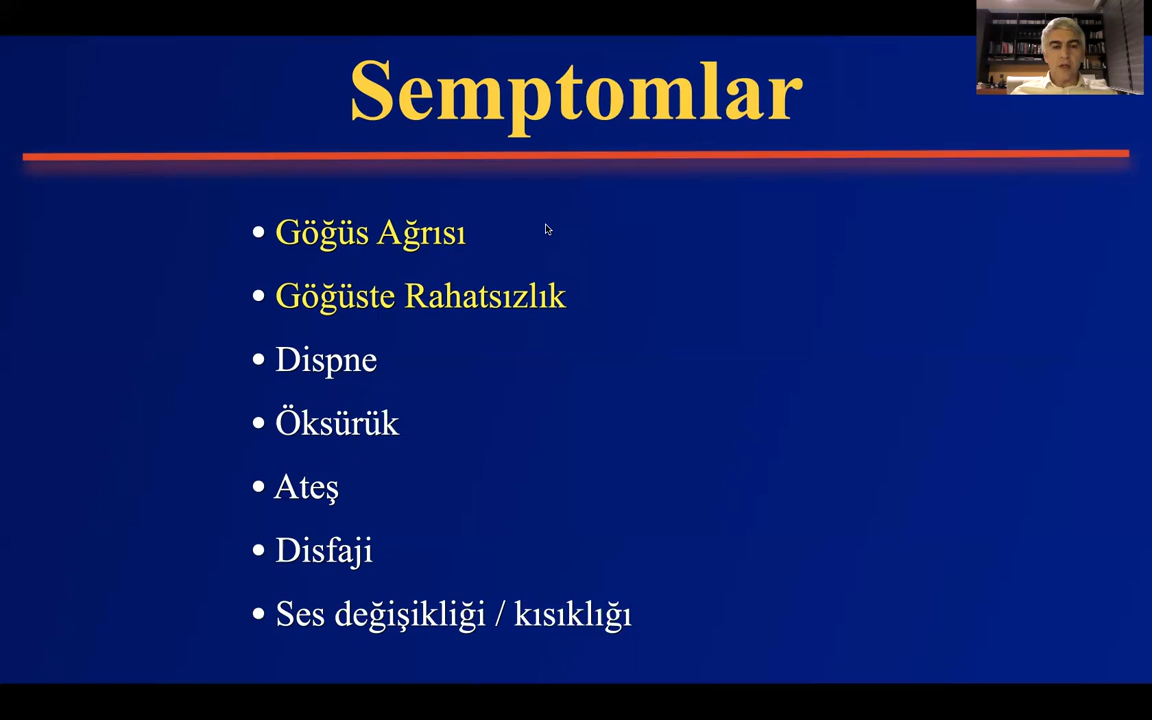 Semptomlar
• Göğüs Ağrısı
• Göğüste Rahatsızlık
• Dispne
• Öksürük
• Ateş
• Disfaji
• Ses değişikliği / kısıklığı